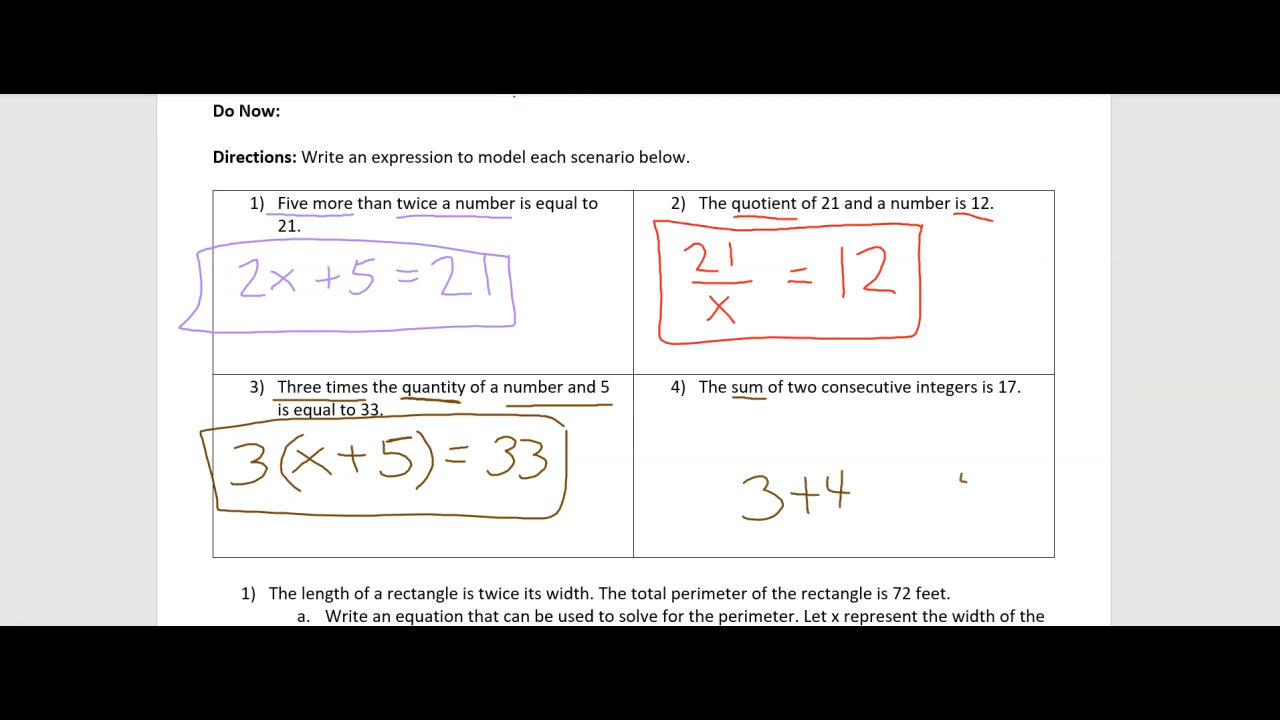 Do Now:
Directions: Write an expression to model each scenario below.
1) Five more than twice a number is equal to
21.
2x + 5 = 21
2) The quotient of 21 and a number is 12.
21
x
= 12
3) Three times the quantity of a number and 5
is equal to 33.
3(x + 5) = 33
4) The sum of two consecutive integers is 17.
3 + 4
1) The length of a rectangle is twice its width. The total perimeter of the rectangle is 72 feet.
a. Write an equation that can be used to solve for the perimeter. Let x represent the width of the